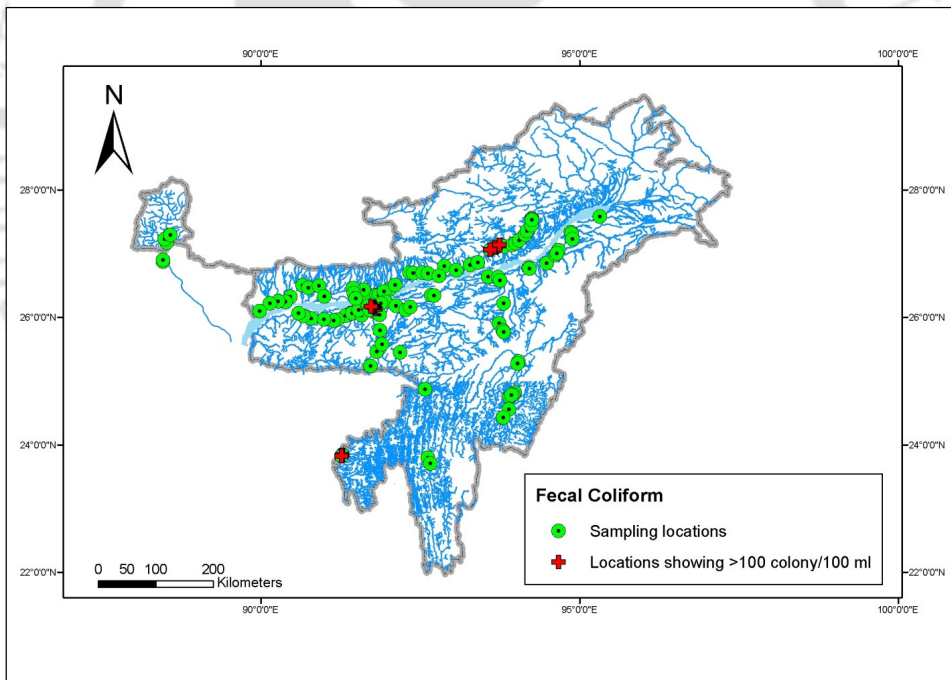 90°0'0"E 95°0'0"E 100°0'0"E
N
28°0'0"N 28°0'0"N
26°0'0"N 26°0'0"N
24°0'0"N 24°0'0"N
Fecal Coliform
Sampling locations
Locations showing >100 colony/100 ml
0 50 100 200
Kilometers
22°0'0"N 22°0'0"N
90°0'0"E 95°0'0"E 100°0'0"E